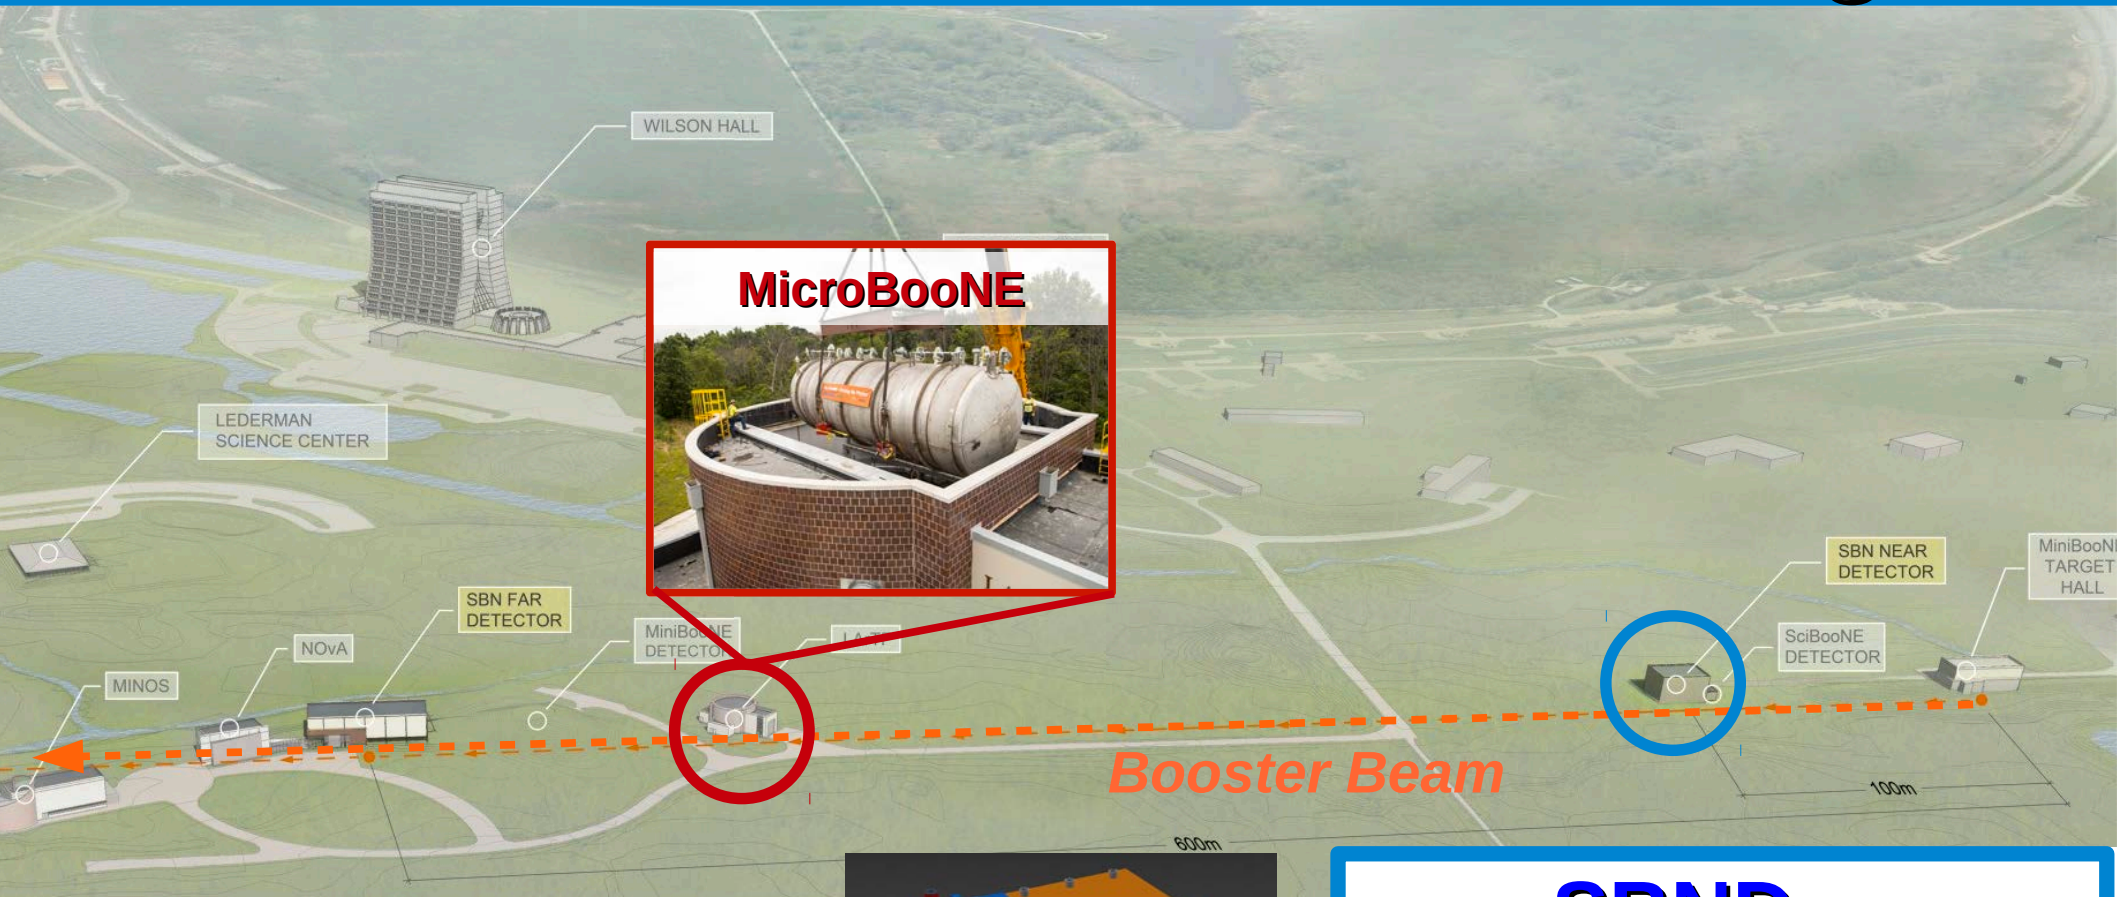 WILSON HALL
MicroBooNE
LEDERMAN
SCIENCE CENTER
SBN NEAR
DETECTOR
TARGET
HALL
SBN FAR
DETECTOR
MiniBooNE
NOvA
SciBooNE
DETECTOR
MINOS
Booster Beam
100m
600m